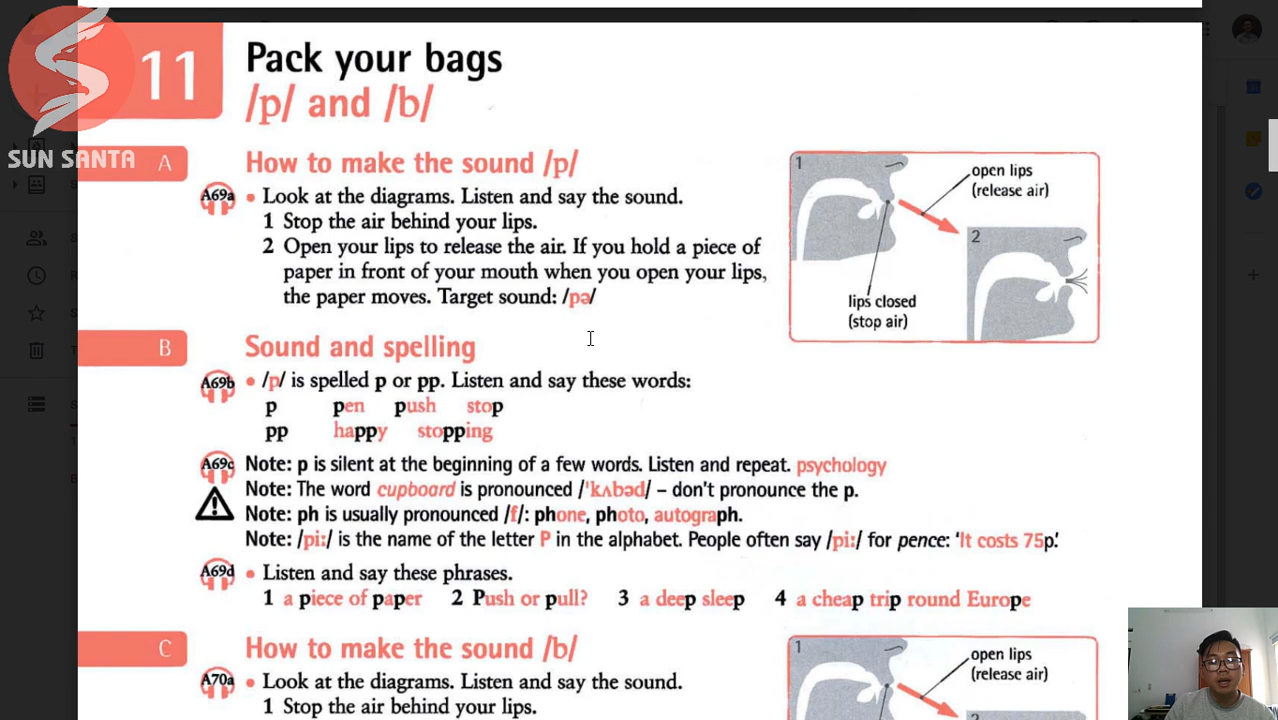 SUN SANTA
11
Pack your bags
/p/ and /b/
A
How to make the sound /p/
A69a
• Look at the diagrams. Listen and say the sound.
1 Stop the air behind your lips.
2 Open your lips to release the air. If you hold a piece of
paper in front of your mouth when you open your lips,
the paper moves. Target sound: /pə/
1
open lips
(release air)
2
lips closed
(stop air)
B
Sound and spelling
A69b
• /p/ is spelled p or pp. Listen and say these words:
p pen push stop
pp happy stopping
A69c
Note: p is silent at the beginning of a few words. Listen and repeat. psychology
Note: The word cupboard is pronounced /ˈkʌbəd/ – don't pronounce the p.
Note: ph is usually pronounced /f/: phone, photo, autograph.
Note: /piː/ is the name of the letter P in the alphabet. People often say /piː/ for pence: 'It costs 75p.'
A69d
• Listen and say these phrases.
1 a piece of paper 2 Push or pull? 3 a deep sleep 4 a cheap trip round Europe
C
How to make the sound /b/
A70a
• Look at the diagrams. Listen and say the sound.
1 Stop the air behind your lips.
1
open lips
(release air)